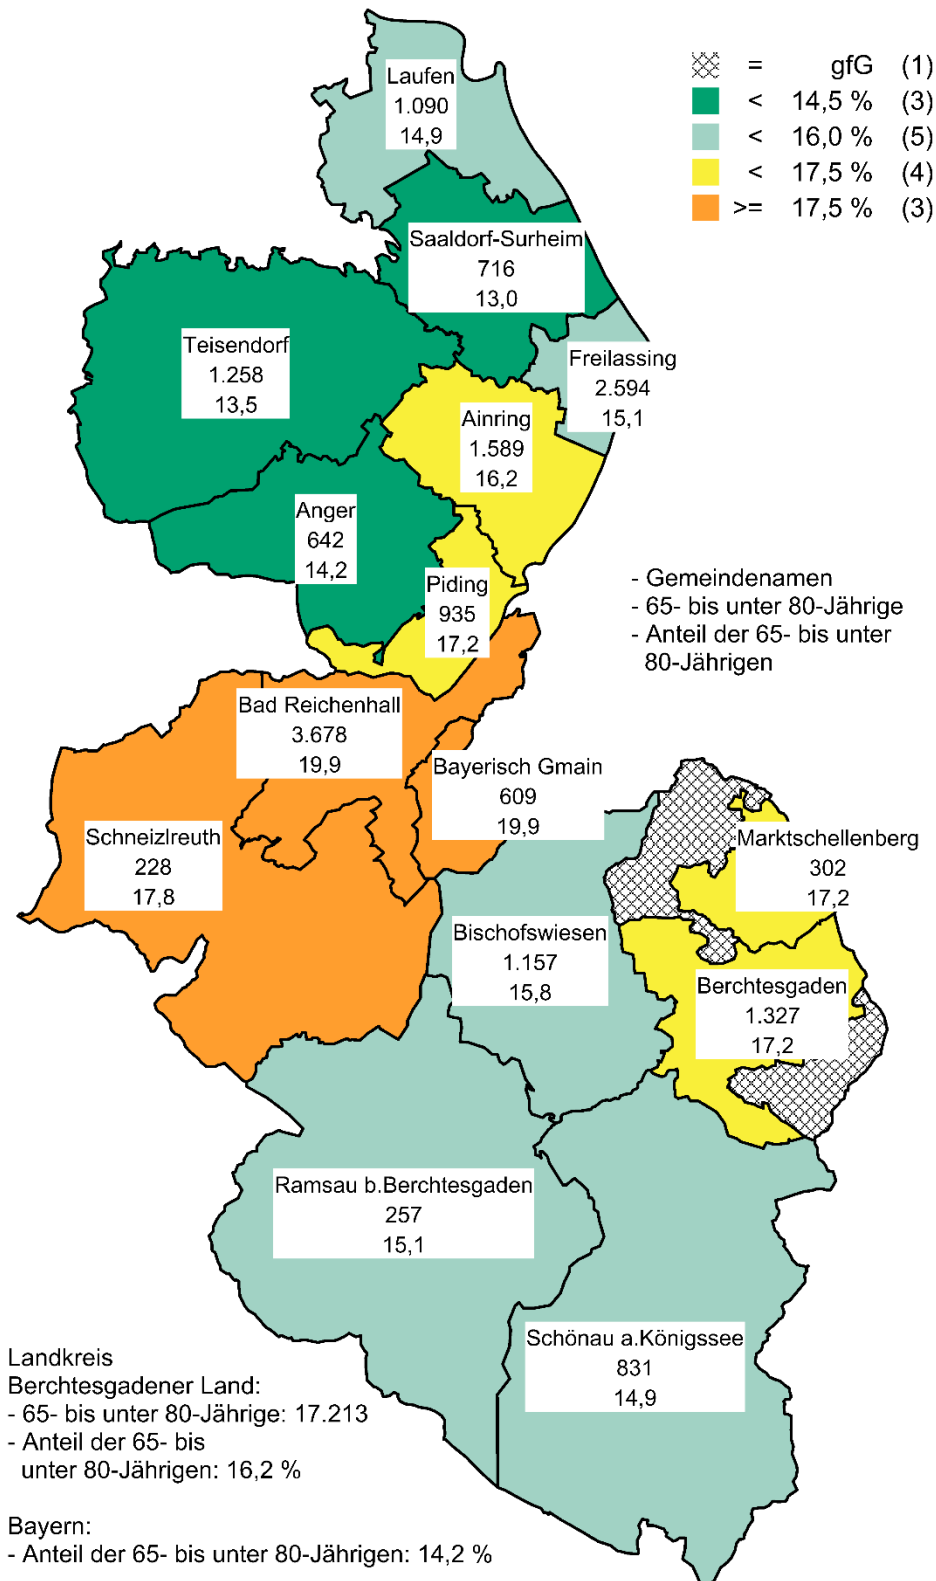 Laufen
1.090
14,9
= gfG (1)
< 14,5 % (3)
< 16,0 % (5)
< 17,5 % (4)
>= 17,5 % (3)
Saaldorf-Surheim
716
13,0
Teisendorf
1.258
13,5
Freilassing
2.594
15,1
Ainring
1.589
16,2
Anger
642
14,2
Piding
935
17,2
- Gemeindenamen
- 65- bis unter 80-Jährige
- Anteil der 65- bis unter
80-Jährigen
Bad Reichenhall
3.678
19,9
Bayerisch Gmain
609
19,9
Schneizlreuth
228
17,8
Marktschellenberg
302
17,2
Bischofswiesen
1.157
15,8
Berchtesgaden
1.327
17,2
Ramsau b.Berchtesgaden
257
15,1
Schönau a.Königssee
831
14,9
Landkreis
Berchtesgadener Land:
- 65- bis unter 80-Jährige: 17.213
- Anteil der 65- bis
unter 80-Jährigen: 16,2 %
Bayern:
- Anteil der 65- bis unter 80-Jährigen: 14,2 %